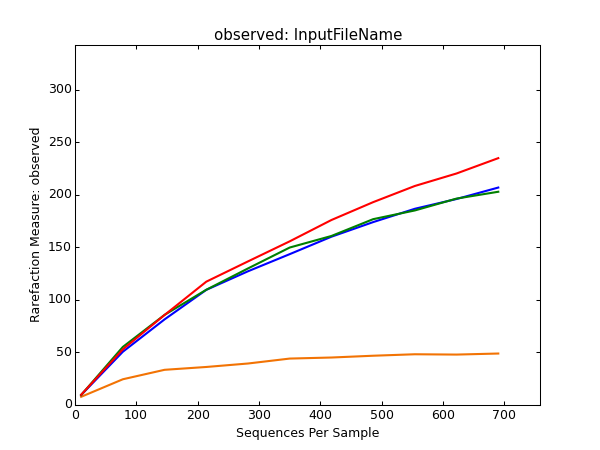 observed: InputFileName
300
250
200
150
100
50
0
Rarefaction Measure: observed
0 100 200 300 400 500 600 700
Sequences Per Sample